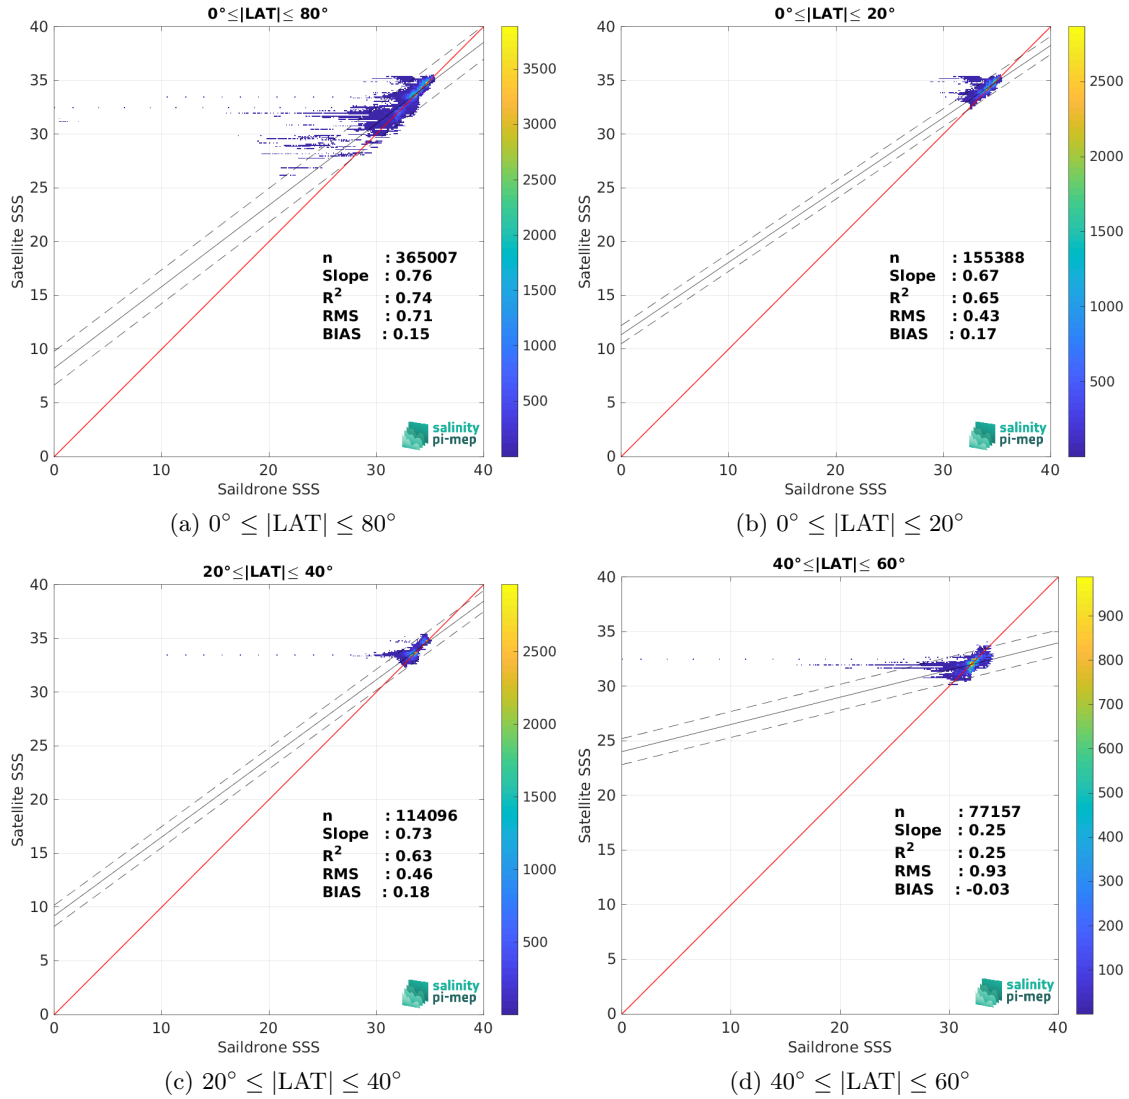 0°≤|LAT|≤ 80°
40
35
30
25
20
15
10
5
0
Satellite SSS
n : 365007
Slope : 0.76
R² : 0.74
RMS : 0.71
BIAS : 0.15
salinity
pi-mep
0 10 20 30 40
Saildrone SSS
3500
3000
2500
2000
1500
1000
500
(a) 0° ≤ |LAT| ≤ 80°
0°≤|LAT|≤ 20°
40
35
30
25
20
15
10
5
0
Satellite SSS
n : 155388
Slope : 0.67
R² : 0.65
RMS : 0.43
BIAS : 0.17
salinity
pi-mep
0 10 20 30 40
Saildrone SSS
2500
2000
1500
1000
500
(b) 0° ≤ |LAT| ≤ 20°
20°≤|LAT|≤ 40°
40
35
30
25
20
15
10
5
0
Satellite SSS
n : 114096
Slope : 0.73
R² : 0.63
RMS : 0.46
BIAS : 0.18
salinity
pi-mep
0 10 20 30 40
Saildrone SSS
2500
2000
1500
1000
500
(c) 20° ≤ |LAT| ≤ 40°
40°≤|LAT|≤ 60°
40
35
30
25
20
15
10
5
0
Satellite SSS
n : 77157
Slope : 0.25
R² : 0.25
RMS : 0.93
BIAS : -0.03
salinity
pi-mep
0 10 20 30 40
Saildrone SSS
900
800
700
600
500
400
300
200
100
(d) 40° ≤ |LAT| ≤ 60°